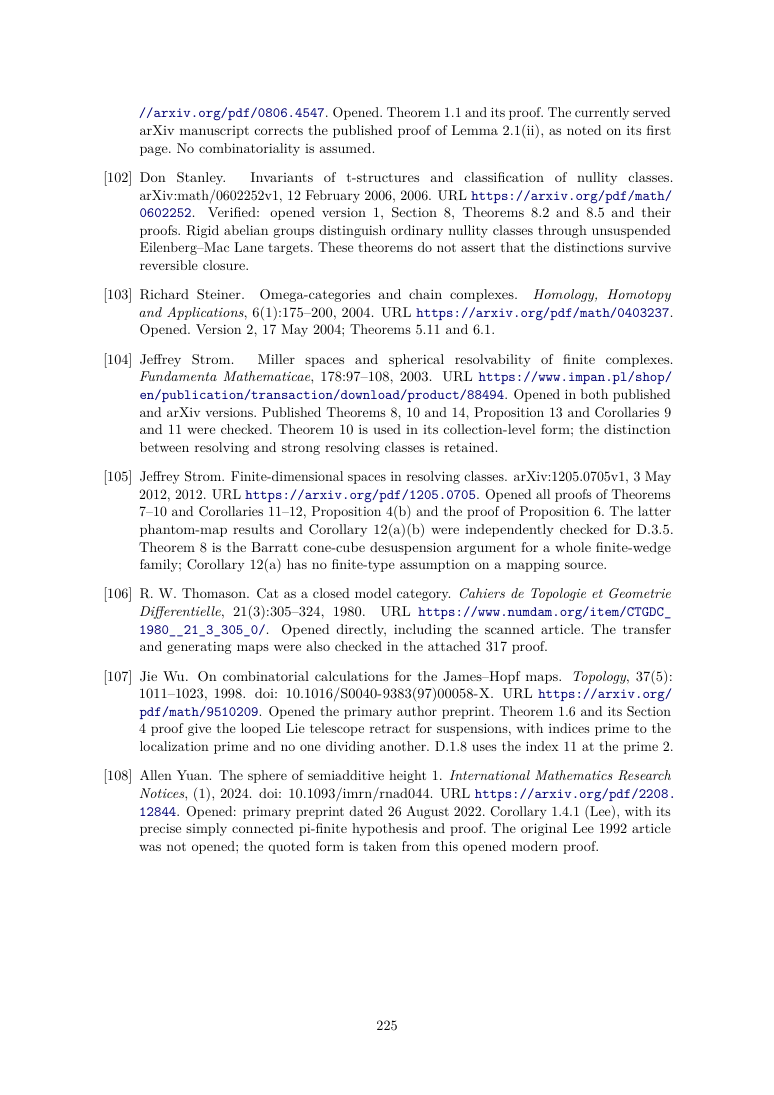 //arxiv.org/pdf/0806.4547. Opened. Theorem 1.1 and its proof. The currently served
arXiv manuscript corrects the published proof of Lemma 2.1(ii), as noted on its first
page. No combinatoriality is assumed.
[102] Don Stanley. Invariants of t-structures and classification of nullity classes.
arXiv:math/0602252v1, 12 February 2006, 2006. URL https://arxiv.org/pdf/math/
0602252. Verified: opened version 1, Section 8, Theorems 8.2 and 8.5 and their
proofs. Rigid abelian groups distinguish ordinary nullity classes through unsuspended
Eilenberg–Mac Lane targets. These theorems do not assert that the distinctions survive
reversible closure.
[103] Richard Steiner. Omega-categories and chain complexes. Homology, Homotopy
and Applications, 6(1):175–200, 2004. URL https://arxiv.org/pdf/math/0403237.
Opened. Version 2, 17 May 2004; Theorems 5.11 and 6.1.
[104] Jeffrey Strom. Miller spaces and spherical resolvability of finite complexes.
Fundamenta Mathematicae, 178:97–108, 2003. URL https://www.impan.pl/shop/
en/publication/transaction/download/product/88494. Opened in both published
and arXiv versions. Published Theorems 8, 10 and 14, Proposition 13 and Corollaries 9
and 11 were checked. Theorem 10 is used in its collection-level form; the distinction
between resolving and strong resolving classes is retained.
[105] Jeffrey Strom. Finite-dimensional spaces in resolving classes. arXiv:1205.0705v1, 3 May
2012, 2012. URL https://arxiv.org/pdf/1205.0705. Opened all proofs of Theorems
7–10 and Corollaries 11–12, Proposition 4(b) and the proof of Proposition 6. The latter
phantom-map results and Corollary 12(a)(b) were independently checked for D.3.5.
Theorem 8 is the Barratt cone-cube desuspension argument for a whole finite-wedge
family; Corollary 12(a) has no finite-type assumption on a mapping source.
[106] R. W. Thomason. Cat as a closed model category. Cahiers de Topologie et Geometrie
Differentielle, 21(3):305–324, 1980. URL https://www.numdam.org/item/CTGDC_
1980__21_3_305_0/. Opened directly, including the scanned article. The transfer
and generating maps were also checked in the attached 317 proof.
[107] Jie Wu. On combinatorial calculations for the James–Hopf maps. Topology, 37(5):
1011–1023, 1998. doi: 10.1016/S0040-9383(97)00058-X. URL https://arxiv.org/
pdf/math/9510209. Opened the primary author preprint. Theorem 1.6 and its Section
4 proof give the looped Lie telescope retract for suspensions, with indices prime to the
localization prime and no one dividing another. D.1.8 uses the index 11 at the prime 2.
[108] Allen Yuan. The sphere of semiadditive height 1. International Mathematics Research
Notices, (1), 2024. doi: 10.1093/imrn/rnad044. URL https://arxiv.org/pdf/2208.
12844. Opened: primary preprint dated 26 August 2022. Corollary 1.4.1 (Lee), with its
precise simply connected pi-finite hypothesis and proof. The original Lee 1992 article
was not opened; the quoted form is taken from this opened modern proof.
225